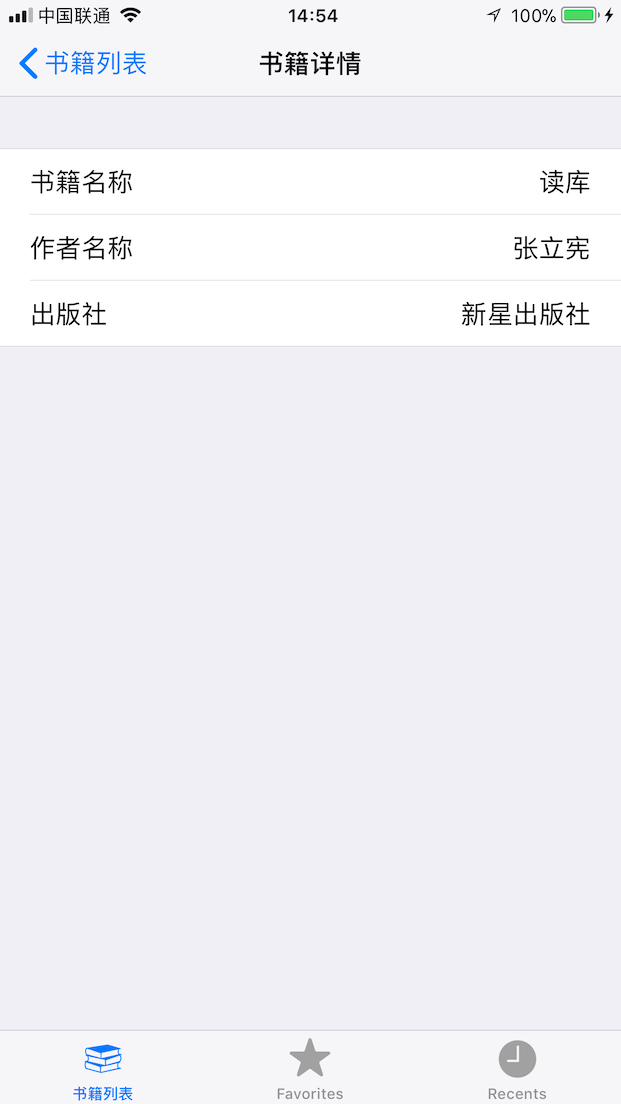 中国联通 14:54 100%
书籍列表 书籍详情
书籍名称 读库
作者名称 张立宪
出版社 新星出版社
书籍列表 Favorites Recents